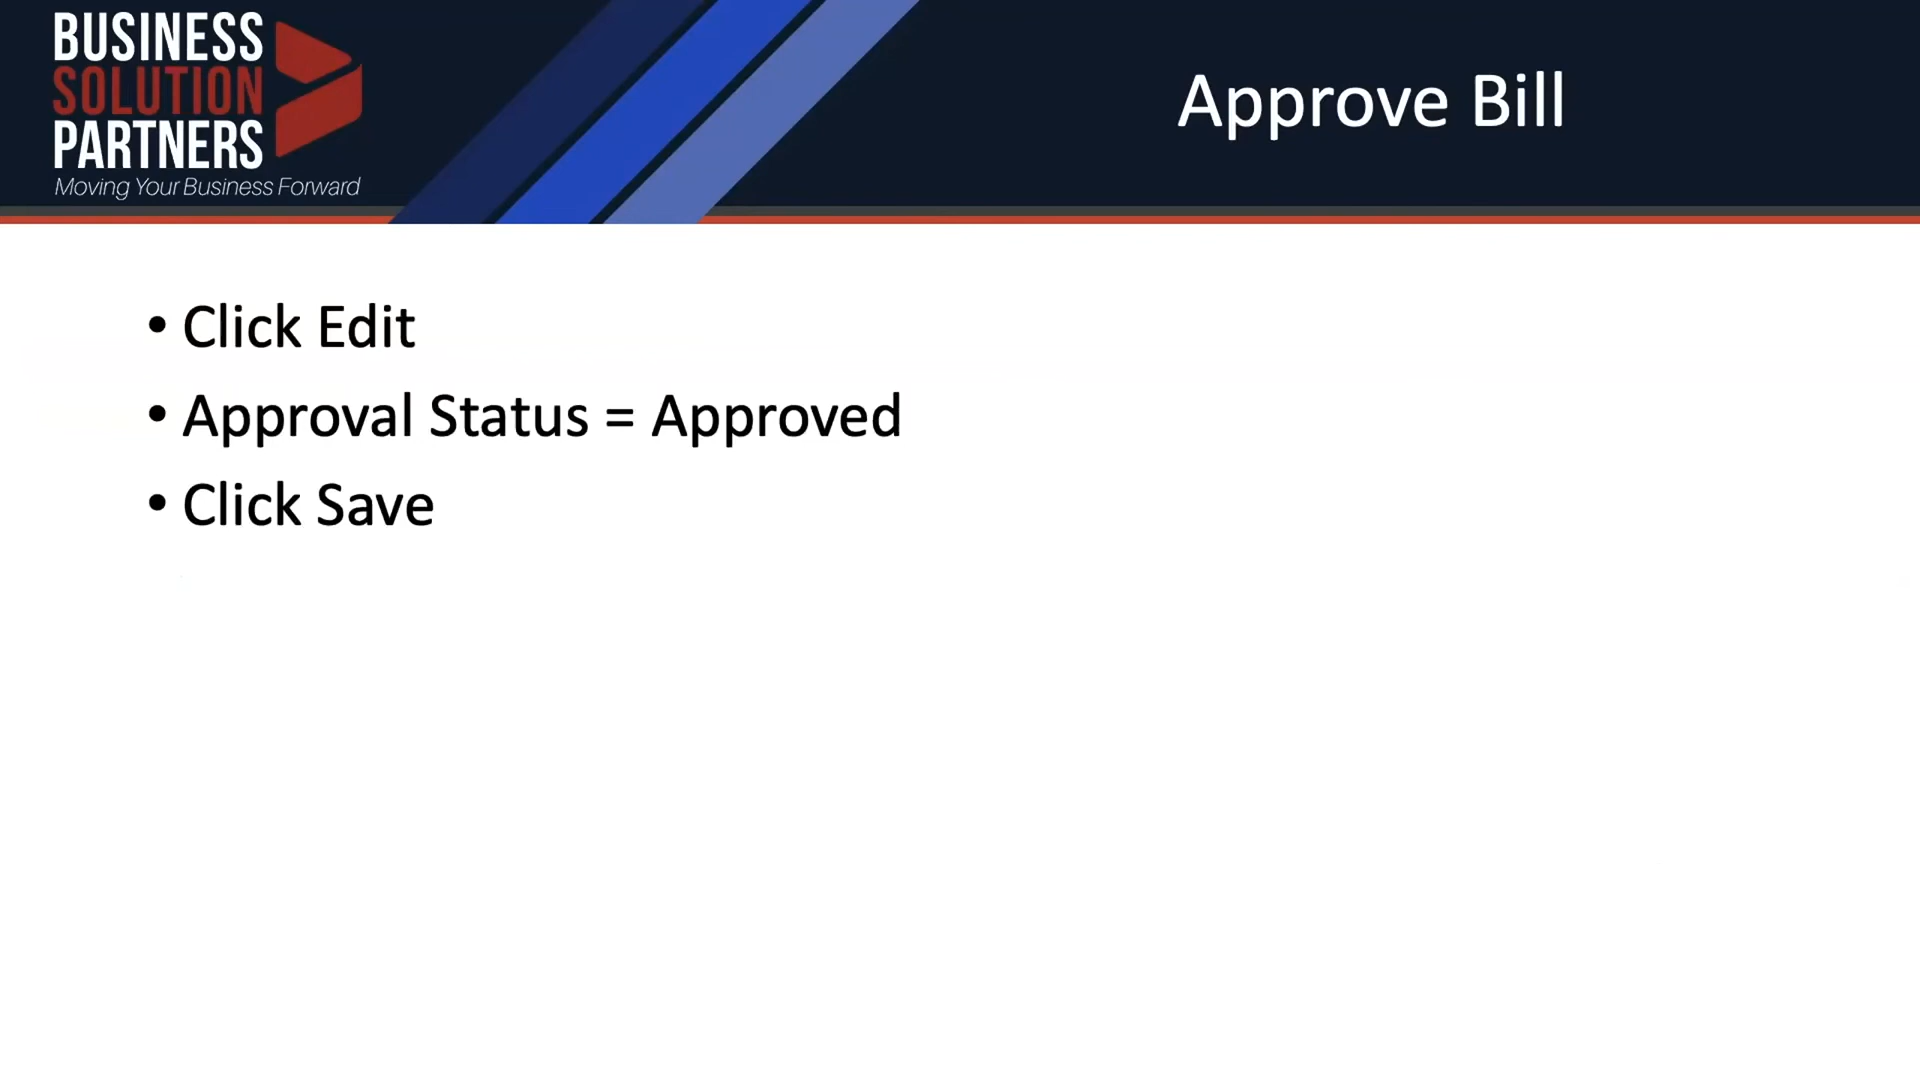 BUSINESS
SOLUTION
PARTNERS
Moving Your Business Forward
Approve Bill
• Click Edit
• Approval Status = Approved
• Click Save